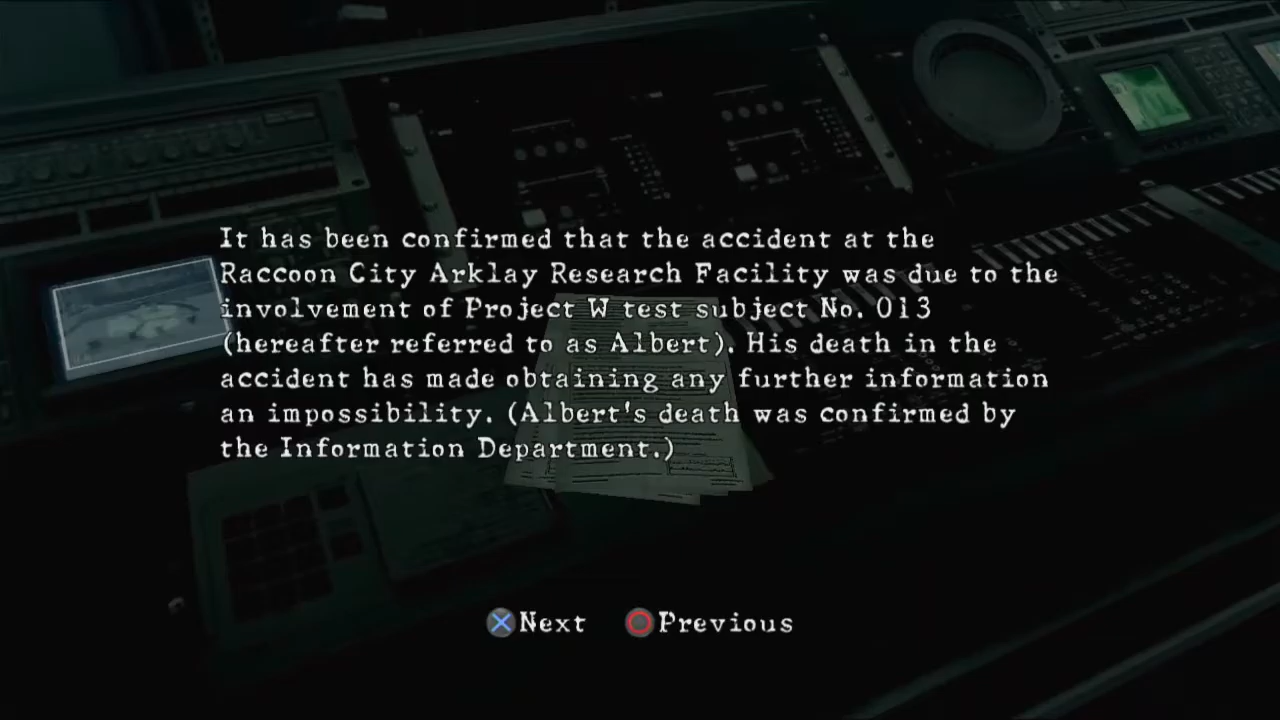 It has been confirmed that the accident at the
Raccoon City Arklay Research Facility was due to the
involvement of Project W test subject No. 013
(hereafter referred to as Albert). His death in the
accident has made obtaining any further information
an impossibility. (Albert's death was confirmed by
the Information Department.)
Next Previous